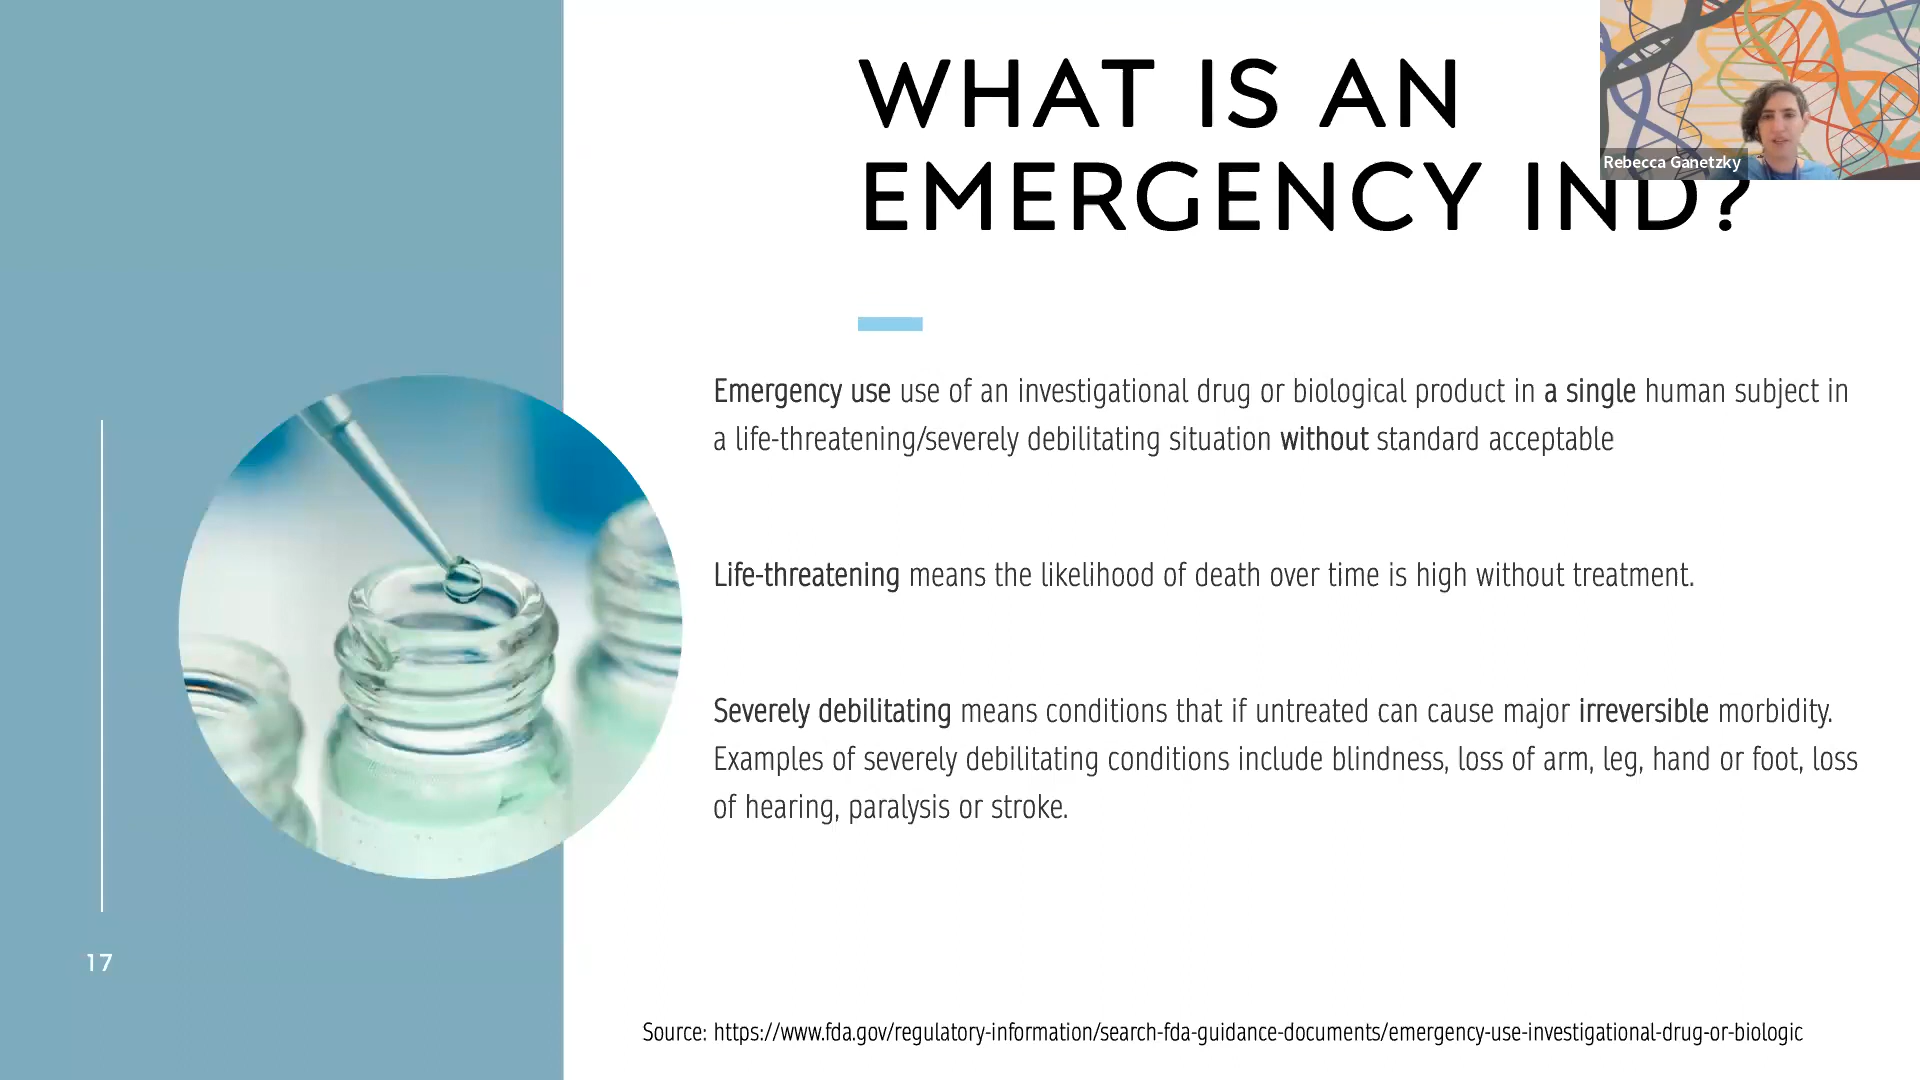 WHAT IS AN
EMERGENCY IND?
Rebecca Ganetzky
Emergency use use of an investigational drug or biological product in a single human subject in
a life-threatening/severely debilitating situation without standard acceptable
Life-threatening means the likelihood of death over time is high without treatment.
Severely debilitating means conditions that if untreated can cause major irreversible morbidity.
Examples of severely debilitating conditions include blindness, loss of arm, leg, hand or foot, loss
of hearing, paralysis or stroke.
17
Source: https://www.fda.gov/regulatory-information/search-fda-guidance-documents/emergency-use-investigational-drug-or-biologic